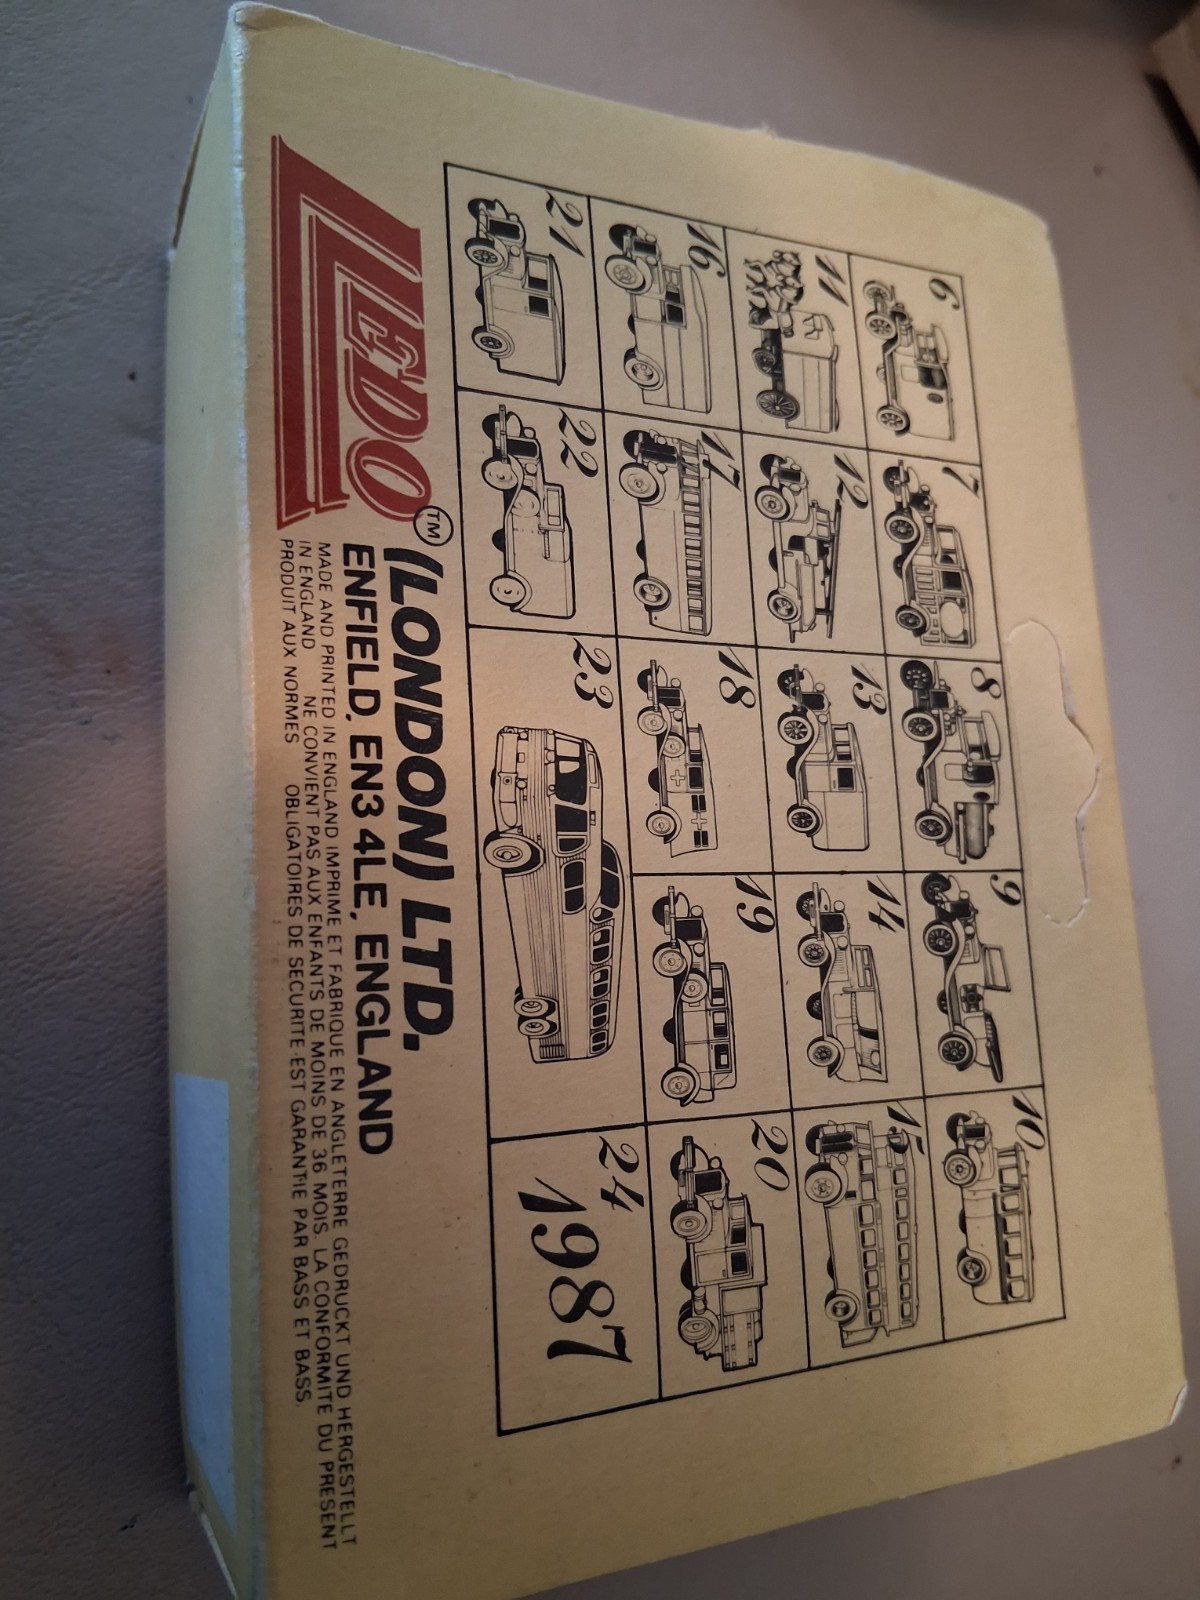 6 7 8 9 10
11 12 13 14 15
16 17 18 19 20
21 22 23 24
1987
LLEDO™ (LONDON) LTD.
ENFIELD. EN3 4LE, ENGLAND
MADE AND PRINTED IN ENGLAND IMPRIME ET FABRIQUE EN ANGLETERRE GEDRUCKT UND HERGESTELLT
IN ENGLAND NE CONVIENT PAS AUX ENFANTS DE MOINS DE 36 MOIS. LA CONFORMITE DU PRESENT
PRODUIT AUX NORMES OBLIGATOIRES DE SECURITE EST GARANTIE PAR BASS ET BASS.